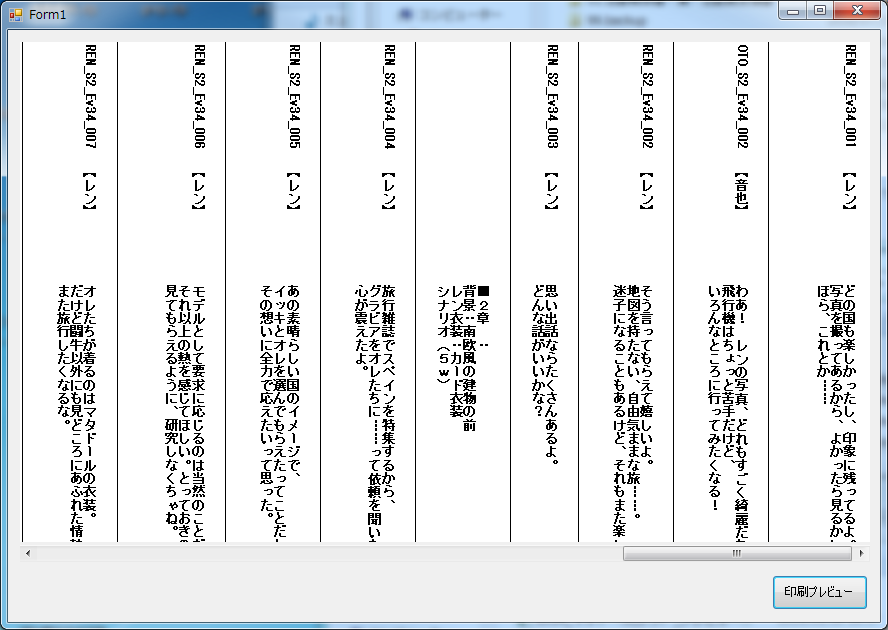 Form1
REN_S2_Ev34_001 【レン】
どの国も楽しかったし、印象に残ってるよ。
写真を撮ってあるから、よかったら見るかい
ほら、これとか……
OTO_S2_Ev34_002 【音也】
わあ！　レンの写真、どれもすごく綺麗だ
飛行機はちょっと苦手だけど、
いろんなところに行ってみたくなる！
REN_S2_Ev34_002 【レン】
そう言ってもらえて嬉しいよ。
地図を持たない、自由気ままな旅……。
迷子になることもあるけど、それもまた楽
REN_S2_Ev34_003 【レン】
思い出話ならたくさんあるよ。
どんな話がいいかな？
■２章：
背景：南欧風の建物の前
レン衣装：カード衣装
シナリオ（５ｗ）
REN_S2_Ev34_004 【レン】
旅行雑誌でスペインを特集するから、
グラビアをオレたちに……って依頼を聞い
心が震えたよ。
REN_S2_Ev34_005 【レン】
あの素晴らしい国のイメージで、
イッキとオレを選んでもらえたってことだ
その想いに全力で応えたいって思った。
REN_S2_Ev34_006 【レン】
モデルとして要求に応じるのは当然のこと
それ以上の熱を感じてほしい。とっておき
見てもらえるように、研究しなくちゃね。
REN_S2_Ev34_007 【レン】
オレたちが着るのはマタドールの衣装。
だけど闘牛以外にも見どころにあふれた情
また旅行したくなるな。
印刷プレビュー